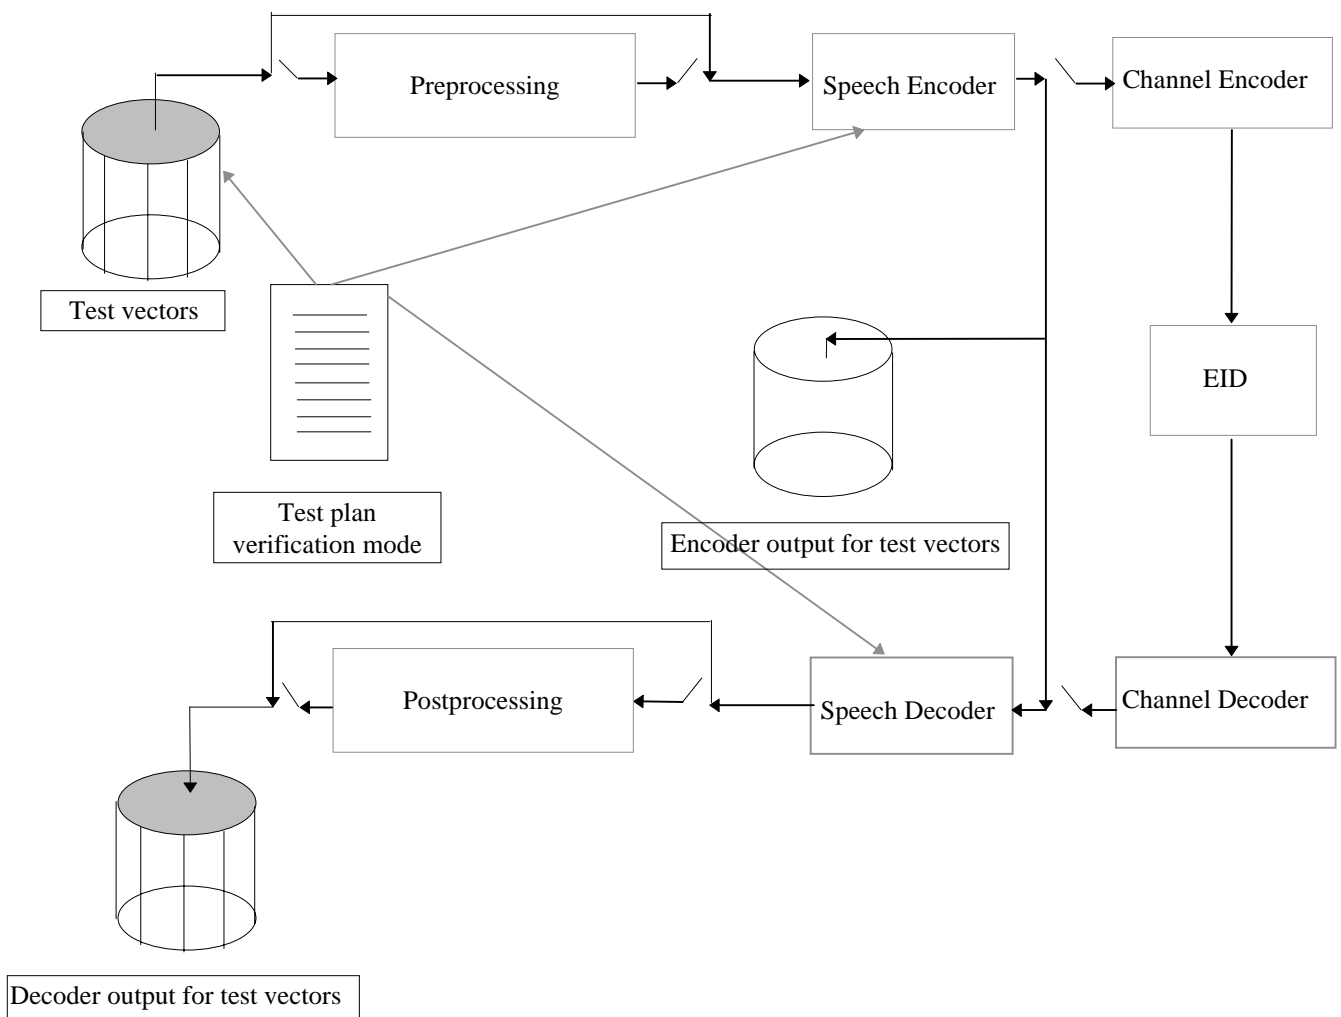 Preprocessing
Speech Encoder
Channel Encoder
Test vectors
EID
Test plan
verification mode
Encoder output for test vectors
Postprocessing
Speech Decoder
Channel Decoder
Decoder output for test vectors